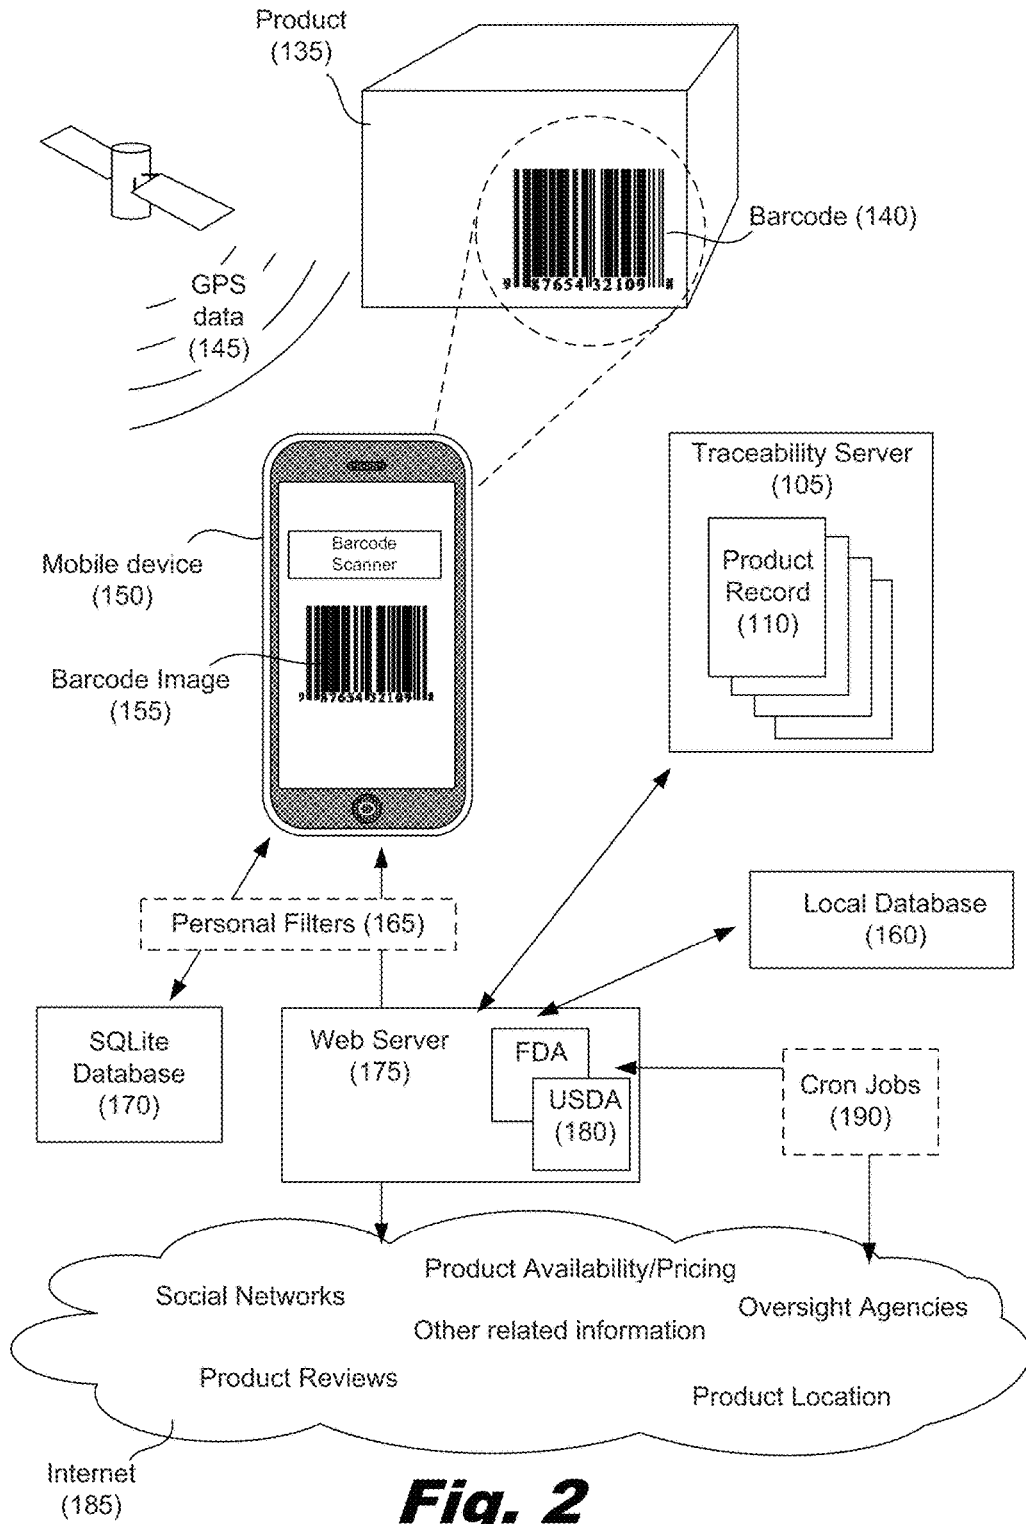 Product
(135)
Barcode (140)
87654 32109
GPS
data
(145)
Traceability Server
(105)
Product
Record
(110)
Barcode
Scanner
Mobile device
(150)
Barcode Image
(155)
87654 32109
Personal Filters (165)
Local Database
(160)
SQLite
Database
(170)
Web Server
(175)
FDA
USDA
(180)
Cron Jobs
(190)
Product Availability/Pricing
Social Networks
Oversight Agencies
Other related information
Product Reviews
Product Location
Internet
(185)
Fig. 2